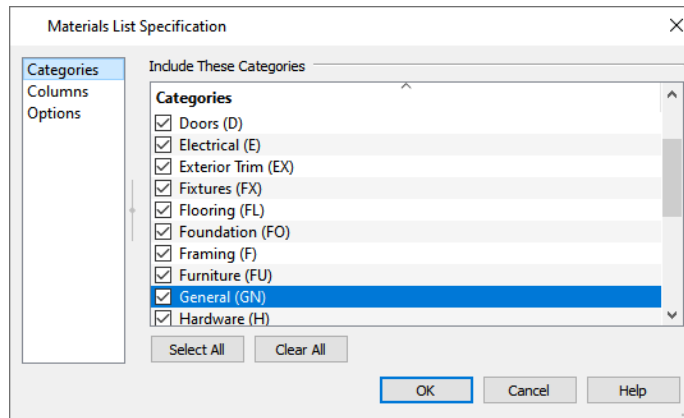 Materials List Specification
Categories
Columns
Options
Include These Categories
Categories
Doors (D)
Electrical (E)
Exterior Trim (EX)
Fixtures (FX)
Flooring (FL)
Foundation (FO)
Framing (F)
Furniture (FU)
General (GN)
Hardware (H)
Select All
Clear All
OK
Cancel
Help